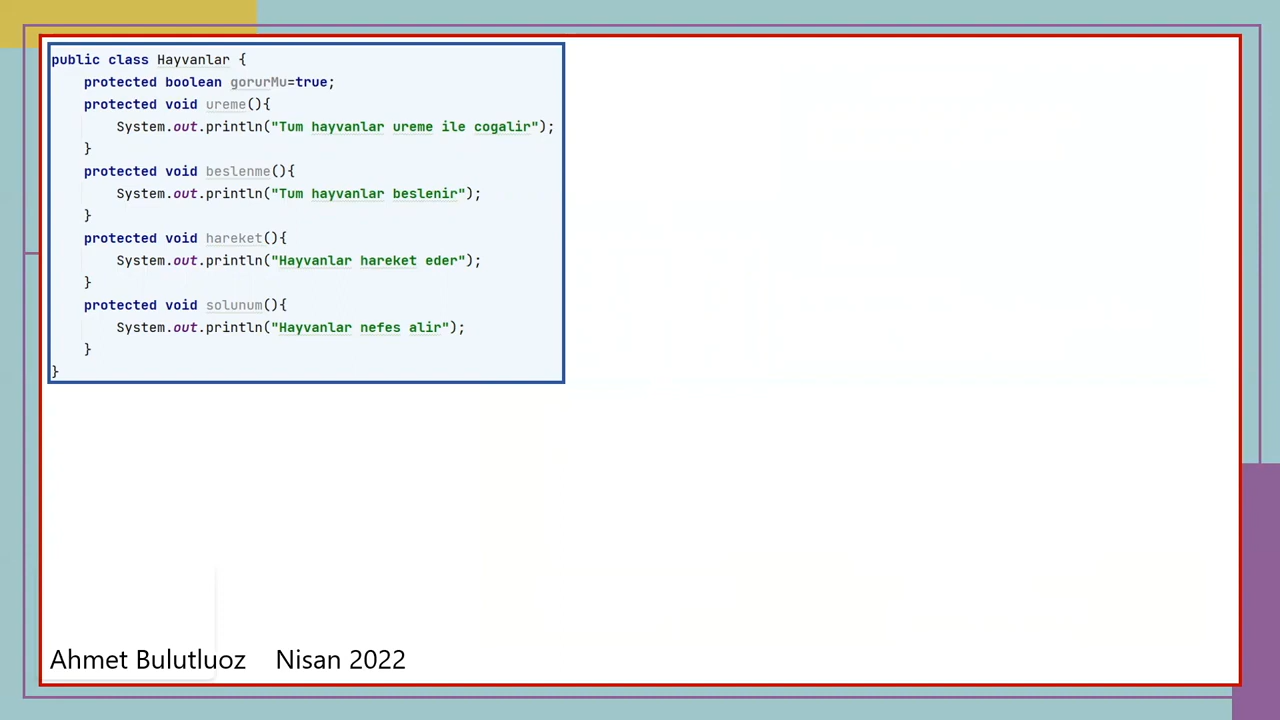 public class Hayvanlar {
    protected boolean gorurMu=true;
    protected void ureme(){
        System.out.println("Tum hayvanlar ureme ile cogalir");
    }
    protected void beslenme(){
        System.out.println("Tum hayvanlar beslenir");
    }
    protected void hareket(){
        System.out.println("Hayvanlar hareket eder");
    }
    protected void solunum(){
        System.out.println("Hayvanlar nefes alir");
    }
}
Ahmet Bulutluoz    Nisan 2022